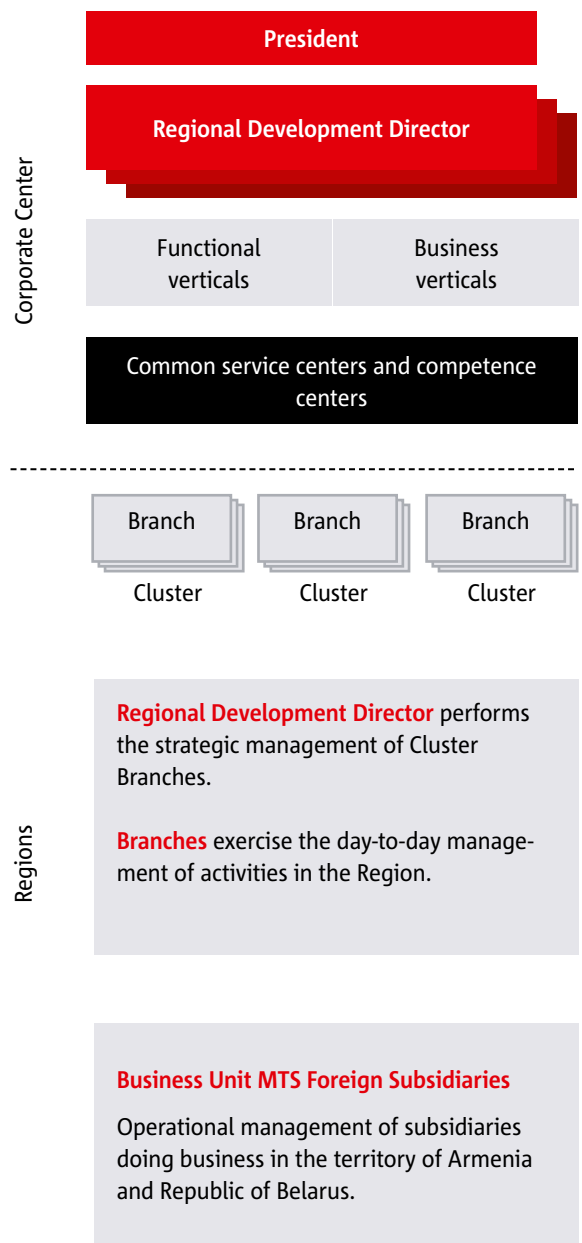 President
Regional Development Director
Corporate Center
Functional
verticals
Business
verticals
Common service centers and competence
centers
Branch
Branch
Branch
Cluster
Cluster
Cluster
Regions
Regional Development Director performs
the strategic management of Cluster
Branches.
Branches exercise the day-to-day manage-
ment of activities in the Region.
Business Unit MTS Foreign Subsidiaries
Operational management of subsidiaries
doing business in the territory of Armenia
and Republic of Belarus.